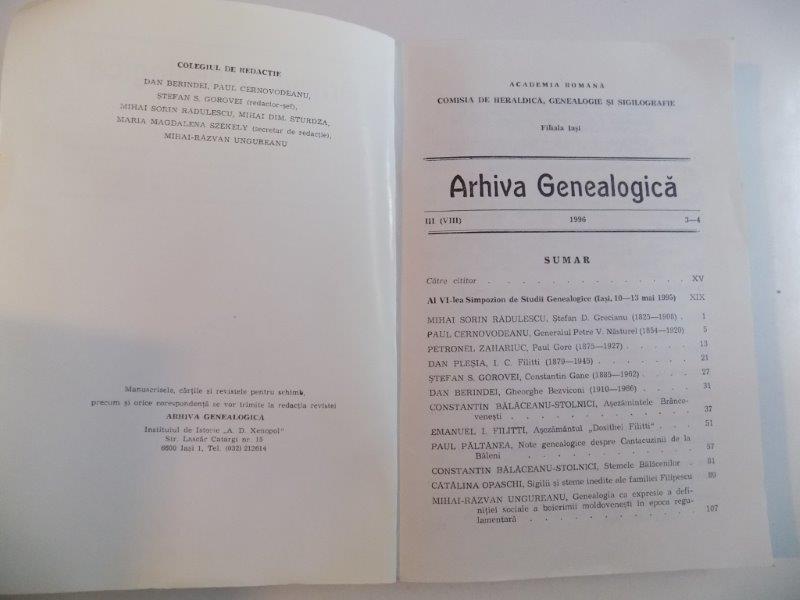 COLEGIUL DE REDACȚIE
DAN BERINDEI, PAUL CERNOVODEANU,
ȘTEFAN S. GOROVEI (redactor-șef),
MIHAI SORIN RĂDULESCU, MIHAI DIM. STURDZA,
MARIA MAGDALENA SZÉKELY (secretar de redacție),
MIHAI-RĂZVAN UNGUREANU
Manuscrisele, cărțile și revistele pentru schimb,
precum și orice corespondență se vor trimite la redacția revistei
ARHIVA GENEALOGICĂ
Institutul de Istorie „A. D. Xenopol"
Str. Lascăr Catargi nr. 15
6600 Iași 1, Tel. (032) 212614
ACADEMIA ROMÂNĂ
COMISIA DE HERALDICĂ, GENEALOGIE ȘI SIGILOGRAFIE
Filiala Iași
Arhiva Genealogică
III (VIII) 1996 3—4
SUMAR
Către cititor . . . . . . . . . . . . . . XV
Al VI-lea Simpozion de Studii Genealogice (Iași, 10—13 mai 1995) XIX
MIHAI SORIN RĂDULESCU, Ștefan D. Grecianu (1825—1908) . 1
PAUL CERNOVODEANU, Generalul Petre V. Năsturel (1854—1920) 5
PETRONEL ZAHARIUC, Paul Gore (1875—1927) . . . . . 13
DAN PLEȘIA, I. C. Filitti (1879—1945) . . . . . . 21
ȘTEFAN S. GOROVEI, Constantin Gane (1885—1962) . . . . 27
DAN BERINDEI, Gheorghe Bezviconi (1910—1966) . . . . 31
CONSTANTIN BĂLĂCEANU-STOLNICI, Așezămintele Brânco-
venești . . . . . . . . . . . . 37
EMANUEL I. FILITTI, Așezământul „Dosithei Filitti" . . . . 51
PAUL PĂLTĂNEA, Note genealogice despre Cantacuzinii de la
Băleni . . . . . . . . . . . . 57
CONSTANTIN BĂLĂCEANU-STOLNICI, Stemele Bălăcenilor . . 81
CĂTĂLINA OPASCHI, Sigilii și steme inedite ale familiei Filipescu 89
MIHAI-RĂZVAN UNGUREANU, Genealogia ca expresie a defi-
niției sociale a boierimii moldovenești în epoca regu-
lamentară . . . . . . . . . . . 107